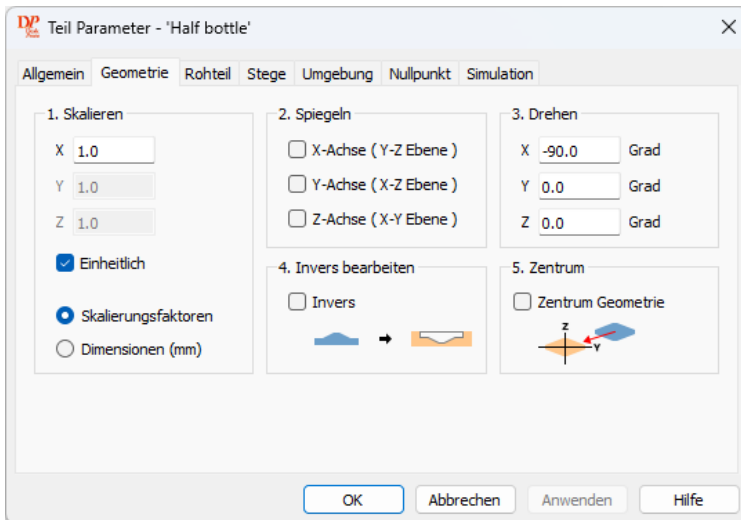 DP
Teil Parameter - 'Half bottle'
Allgemein Geometrie Rohteil Stege Umgebung Nullpunkt Simulation
1. Skalieren
X 1.0
Y 1.0
Z 1.0
Einheitlich
Skalierungsfaktoren
Dimensionen (mm)
2. Spiegeln
X-Achse ( Y-Z Ebene )
Y-Achse ( X-Z Ebene )
Z-Achse ( X-Y Ebene )
3. Drehen
X -90.0 Grad
Y 0.0 Grad
Z 0.0 Grad
4. Invers bearbeiten
Invers
5. Zentrum
Zentrum Geometrie
Z
Y
OK Abbrechen Anwenden Hilfe